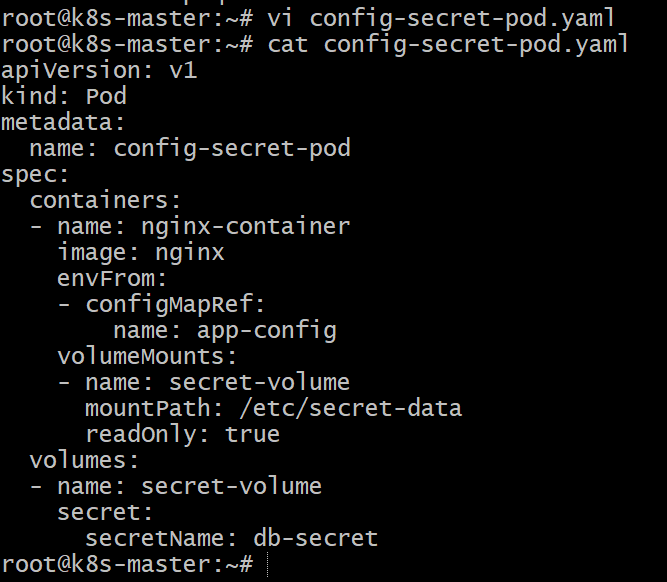 root@k8s-master:~# vi config-secret-pod.yaml
root@k8s-master:~# cat config-secret-pod.yaml
apiVersion: v1
kind: Pod
metadata:
  name: config-secret-pod
spec:
  containers:
  - name: nginx-container
    image: nginx
    envFrom:
    - configMapRef:
        name: app-config
    volumeMounts:
    - name: secret-volume
      mountPath: /etc/secret-data
      readOnly: true
  volumes:
  - name: secret-volume
    secret:
      secretName: db-secret
root@k8s-master:~#